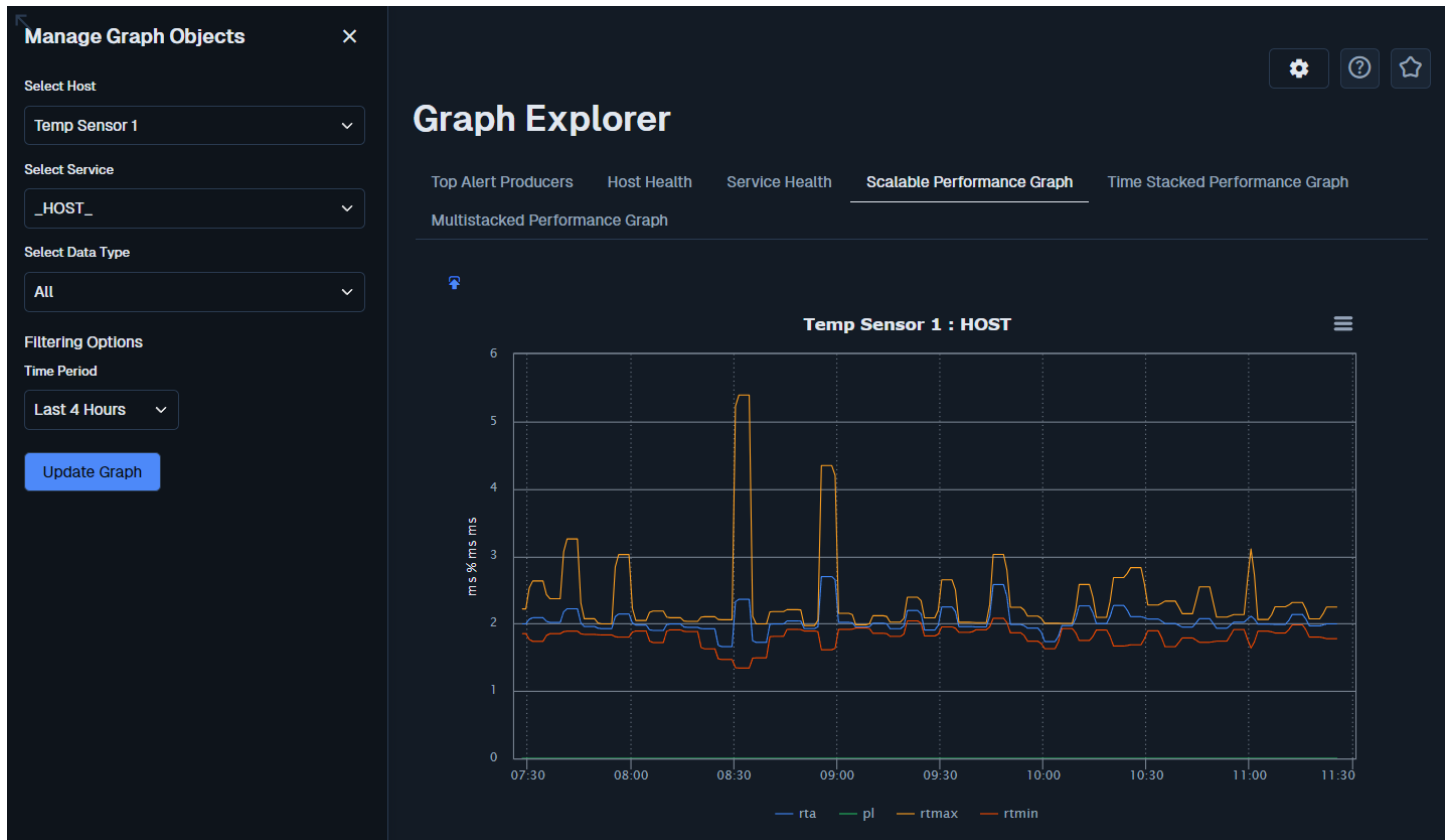 Manage Graph Objects
Select Host
Temp Sensor 1
Select Service
_HOST_
Select Data Type
All
Filtering Options
Time Period
Last 4 Hours
Update Graph
Graph Explorer
Top Alert Producers
Host Health
Service Health
Scalable Performance Graph
Time Stacked Performance Graph
Multistacked Performance Graph
Temp Sensor 1 : HOST
ms % ms ms
6
5
4
3
2
1
0
07:30
08:00
08:30
09:00
09:30
10:00
10:30
11:00
11:30
rta
pl
rtmax
rtmin